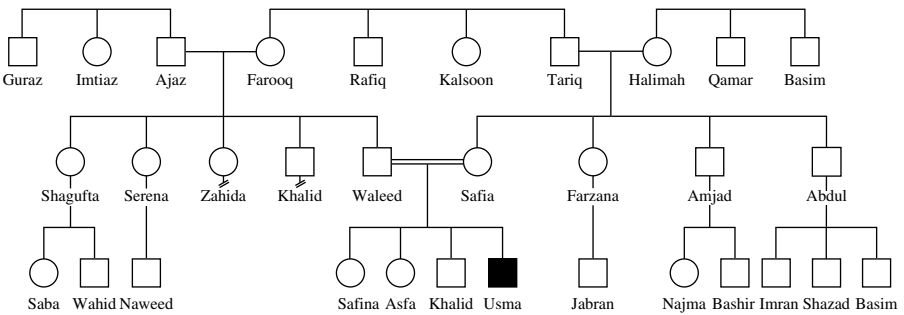 Guraz Imtiaz Ajaz Farooq Rafiq Kalsoon Tariq Halimah Qamar Basim
Shagufta Serena Zahida Khalid Waleed Safia Farzana Amjad Abdul
Saba Wahid Naweed Safina Asfa Khalid Usma Jabran Najma Bashir Imran Shazad Basim